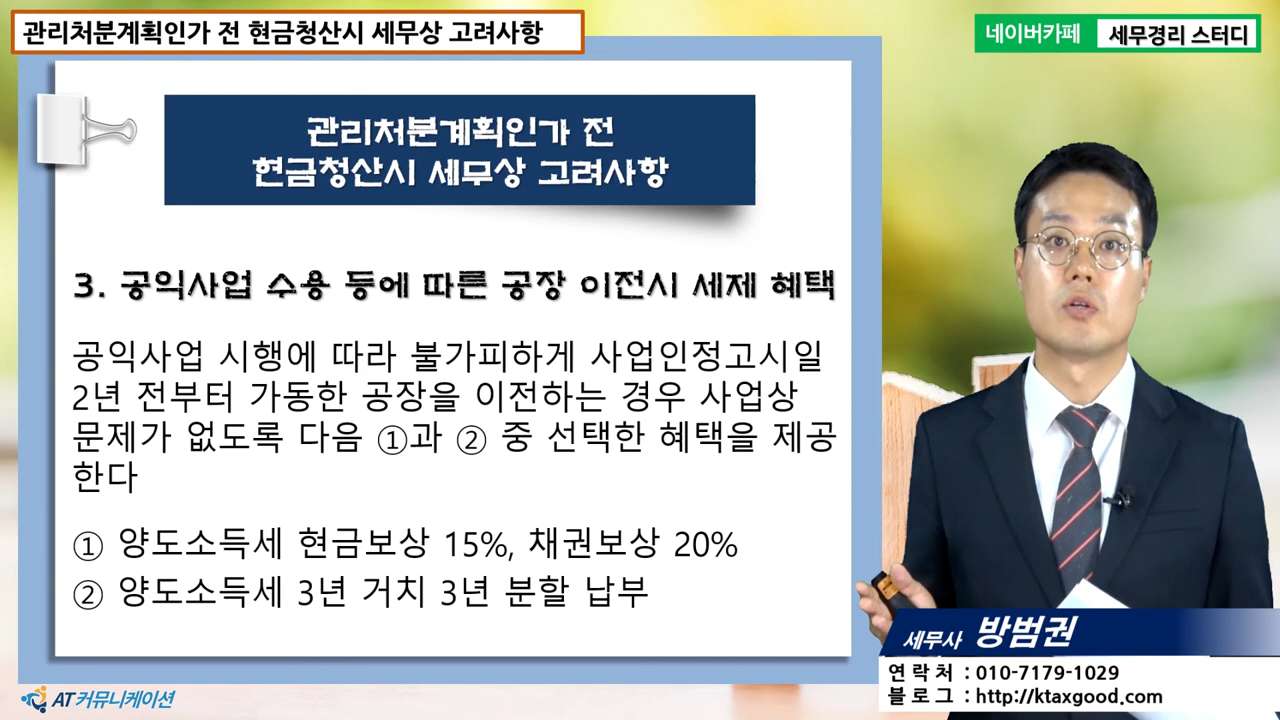 관리처분계획인가 전 현금청산시 세무상 고려사항
네이버카페 세무경리 스터디
관리처분계획인가 전
현금청산시 세무상 고려사항
3. 공익사업 수용 등에 따른 공장 이전시 세제 혜택
공익사업 시행에 따라 불가피하게 사업인정고시일
2년 전부터 가동한 공장을 이전하는 경우 사업상
문제가 없도록 다음 ①과 ② 중 선택한 혜택을 제공
한다
① 양도소득세 현금보상 15%, 채권보상 20%
② 양도소득세 3년 거치 3년 분할 납부
세무사 방범권
연 락 처 : 010-7179-1029
블 로 그 : http://ktaxgood.com
AT커뮤니케이션